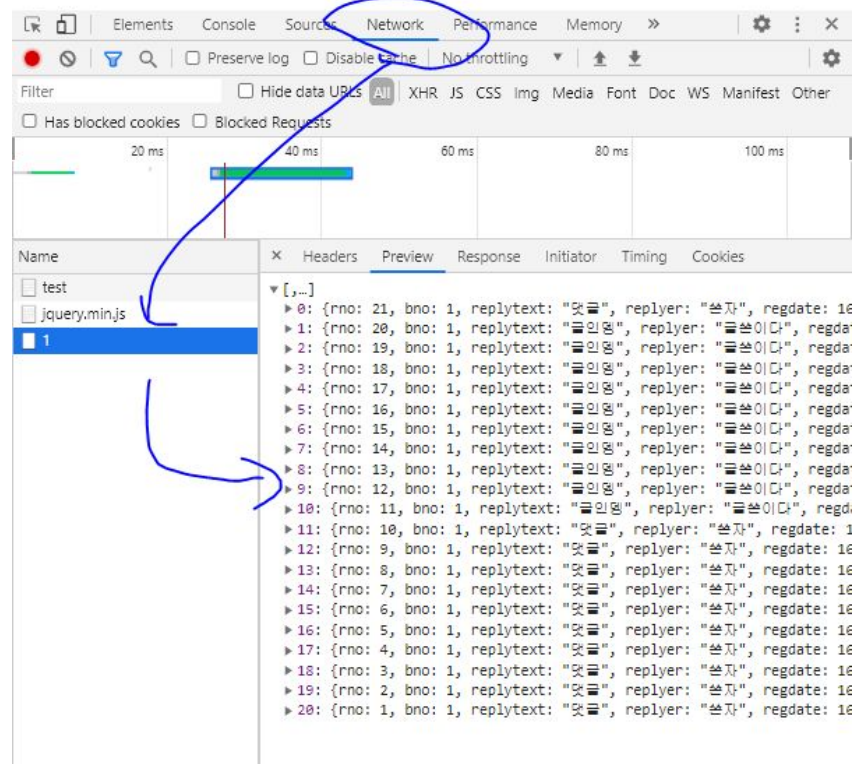 Elements Console Sources Network Performance Memory »
Preserve log Disable cache No throttling
Filter Hide data URLs All XHR JS CSS Img Media Font Doc WS Manifest Other
Has blocked cookies Blocked Requests
20 ms 40 ms 60 ms 80 ms 100 ms
Name × Headers Preview Response Initiator Timing Cookies
test
jquery.min.js
1
▼[,…]
▶0: {rno: 21, bno: 1, replytext: "댓글", replyer: "쓴자", regdate: 16
▶1: {rno: 20, bno: 1, replytext: "글인뎀", replyer: "글쓴이다", regdat
▶2: {rno: 19, bno: 1, replytext: "글인뎀", replyer: "글쓴이다", regdat
▶3: {rno: 18, bno: 1, replytext: "글인뎀", replyer: "글쓴이다", regdat
▶4: {rno: 17, bno: 1, replytext: "글인뎀", replyer: "글쓴이다", regdat
▶5: {rno: 16, bno: 1, replytext: "글인뎀", replyer: "글쓴이다", regdat
▶6: {rno: 15, bno: 1, replytext: "글인뎀", replyer: "글쓴이다", regdat
▶7: {rno: 14, bno: 1, replytext: "글인뎀", replyer: "글쓴이다", regdat
▶8: {rno: 13, bno: 1, replytext: "글인뎀", replyer: "글쓴이다", regdat
▶9: {rno: 12, bno: 1, replytext: "글인뎀", replyer: "글쓴이다", regdat
▶10: {rno: 11, bno: 1, replytext: "글인뎀", replyer: "글쓴이다", regda
▶11: {rno: 10, bno: 1, replytext: "댓글", replyer: "쓴자", regdate: 1
▶12: {rno: 9, bno: 1, replytext: "댓글", replyer: "쓴자", regdate: 16
▶13: {rno: 8, bno: 1, replytext: "댓글", replyer: "쓴자", regdate: 16
▶14: {rno: 7, bno: 1, replytext: "댓글", replyer: "쓴자", regdate: 16
▶15: {rno: 6, bno: 1, replytext: "댓글", replyer: "쓴자", regdate: 16
▶16: {rno: 5, bno: 1, replytext: "댓글", replyer: "쓴자", regdate: 16
▶17: {rno: 4, bno: 1, replytext: "댓글", replyer: "쓴자", regdate: 16
▶18: {rno: 3, bno: 1, replytext: "댓글", replyer: "쓴자", regdate: 16
▶19: {rno: 2, bno: 1, replytext: "댓글", replyer: "쓴자", regdate: 16
▶20: {rno: 1, bno: 1, replytext: "댓글", replyer: "쓴자", regdate: 16